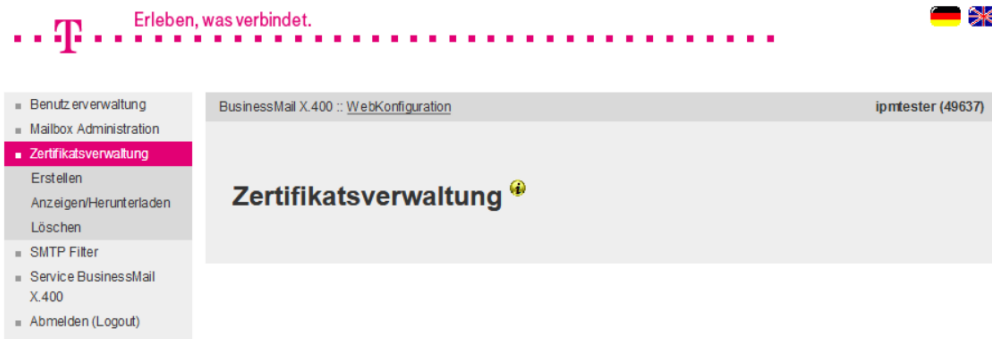 Erleben, was verbindet.
T
Benutzerverwaltung
Mailbox Administration
Zertifikatsverwaltung
Erstellen
Anzeigen/Herunterladen
Löschen
SMTP Filter
Service BusinessMail
X.400
Abmelden (Logout)
BusinessMail X.400 :: WebKonfiguration
ipmtester (49637)
Zertifikatsverwaltung